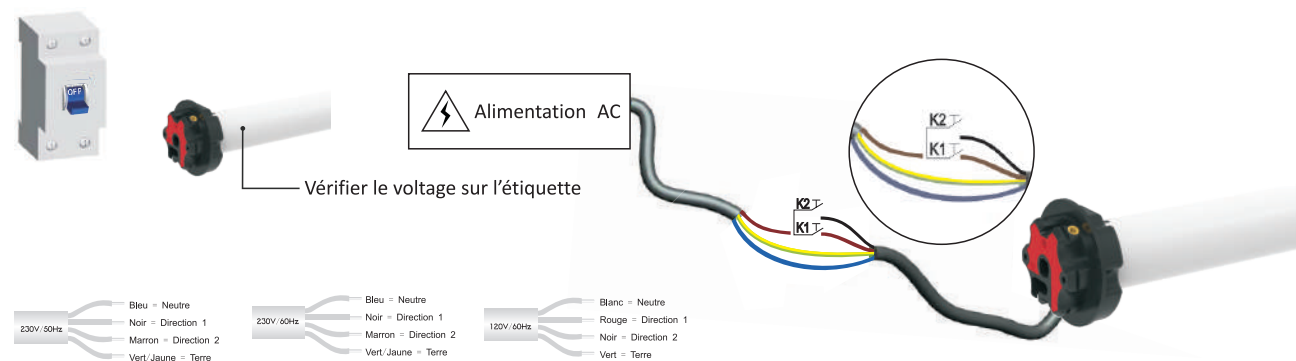 OFF
Alimentation AC
Vérifier le voltage sur l'étiquette
K2
K1
K2
K1
230V/50Hz
Bleu = Neutre
Noir = Direction 1
Marron = Direction 2
Vert/Jaune = Terre
230V/60Hz
Bleu = Neutre
Noir = Direction 1
Marron = Direction 2
Vert/Jaune = Terre
120V/60Hz
Blanc = Neutre
Rouge = Direction 1
Noir = Direction 2
Vert = Terre